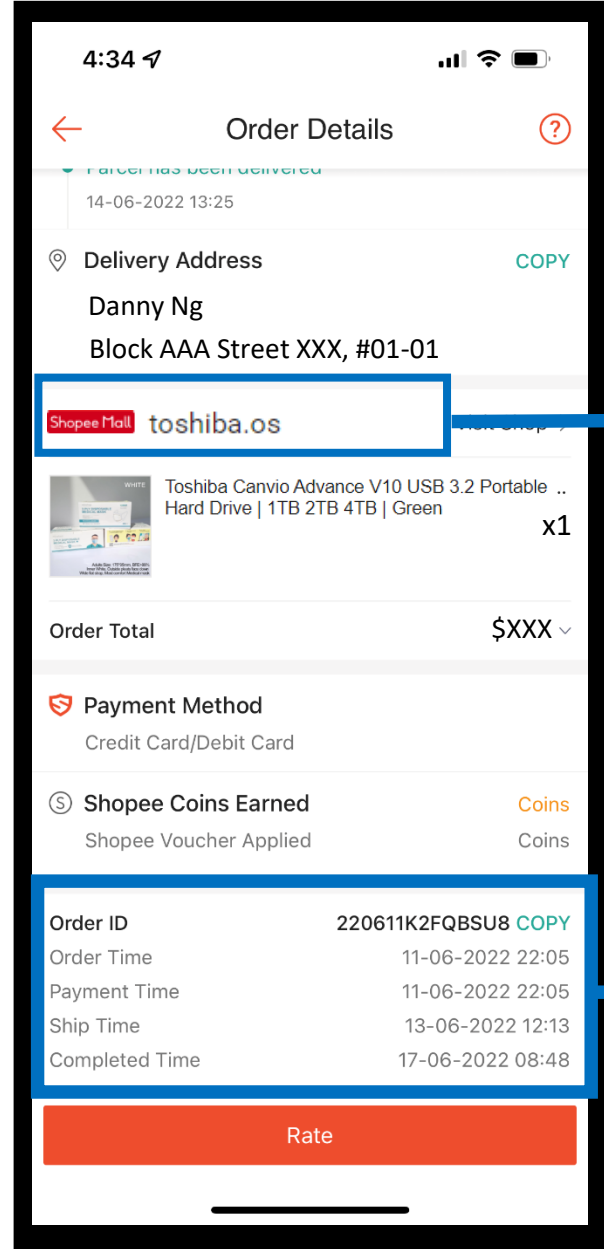 4:34
Order Details
?
Parcel has been delivered
14-06-2022 13:25
Delivery Address COPY
Danny Ng
Block AAA Street XXX, #01-01
Shopee Mall toshiba.os Visit Shop >
WHITE
Toshiba Canvio Advance V10 USB 3.2 Portable ..
Hard Drive | 1TB 2TB 4TB | Green
x1
Order Total $XXX
Payment Method
Credit Card/Debit Card
S Shopee Coins Earned Coins
Shopee Voucher Applied Coins
Order ID 220611K2FQBSU8 COPY
Order Time 11-06-2022 22:05
Payment Time 11-06-2022 22:05
Ship Time 13-06-2022 12:13
Completed Time 17-06-2022 08:48
Rate